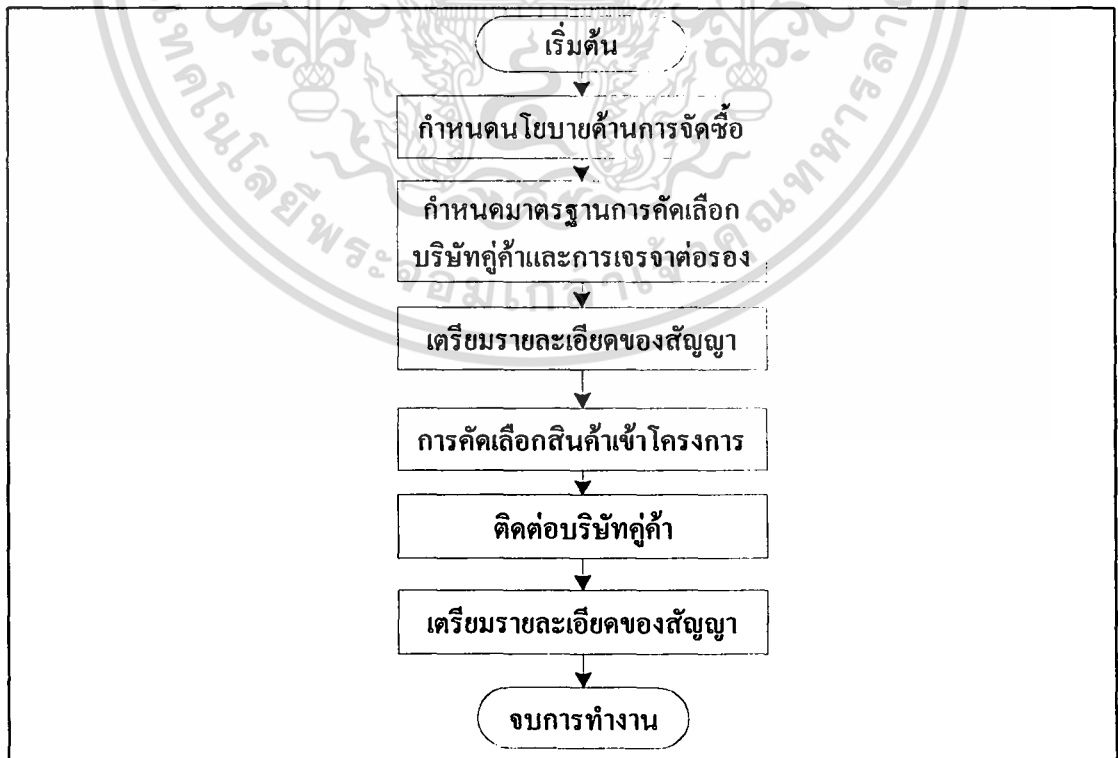 เริ่มต้น
กำหนดนโยบายด้านการจัดซื้อ
กำหนดมาตรฐานการคัดเลือก
บริษัทคู่ค้าและการเจรจาต่อรอง
เตรียมรายละเอียดของสัญญา
การคัดเลือกสินค้าเข้าโครงการ
ติดต่อบริษัทคู่ค้า
เตรียมรายละเอียดของสัญญา
จบการทำงาน